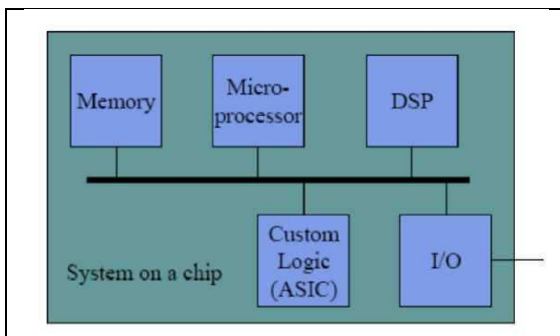 Memory
Micro-
processor
DSP
Custom
Logic
(ASIC)
I/O
System on a chip